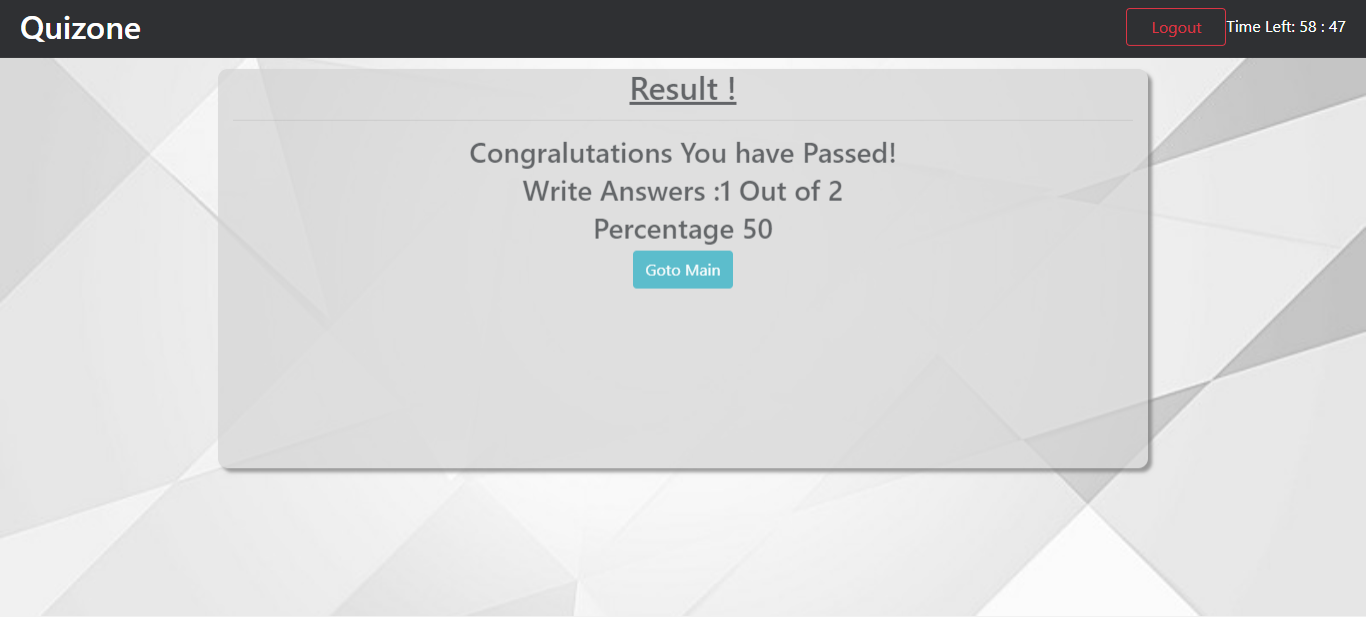 Quizone
Logout
Time Left: 58 : 47
Result !
Congralutations You have Passed!
Write Answers :1 Out of 2
Percentage 50
Goto Main